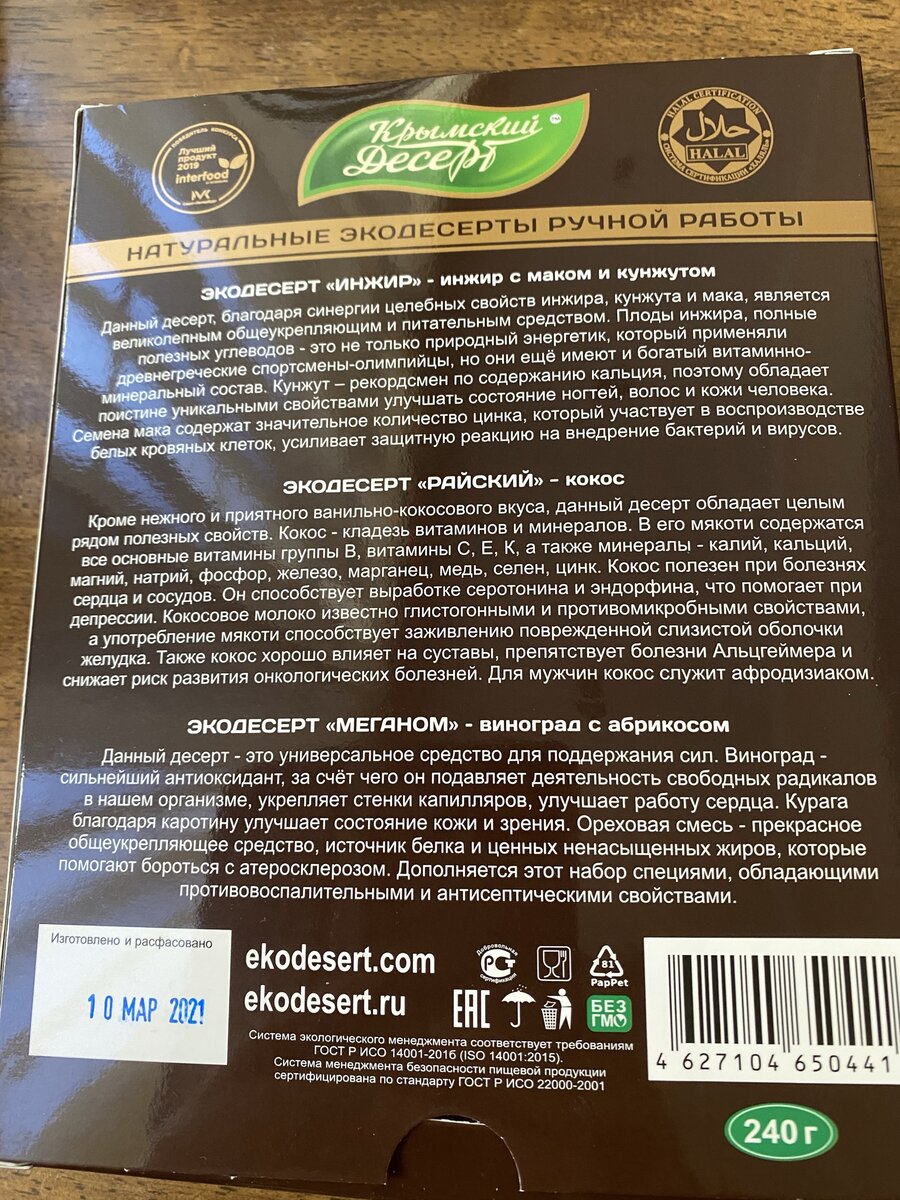 ПОБЕДИТЕЛЬ КОНКУРСА
Лучший
продукт
2019
interfood
Крымский
Десерт
TM
HALAL CERTIFICATION
حلال
HALAL
СИСТЕМА СЕРТИФИКАЦИИ «ХАЛЯЛЬ»
НАТУРАЛЬНЫЕ ЭКОДЕСЕРТЫ РУЧНОЙ РАБОТЫ
ЭКОДЕСЕРТ «ИНЖИР» - инжир с маком и кунжутом
Данный десерт, благодаря синергии целебных свойств инжира, кунжута и мака, является
великолепным общеукрепляющим и питательным средством. Плоды инжира, полные
полезных углеводов - это не только природный энергетик, который применяли
древнегреческие спортсмены-олимпийцы, но они ещё имеют и богатый витаминно-
минеральный состав. Кунжут – рекордсмен по содержанию кальция, поэтому обладает
поистине уникальными свойствами улучшать состояние ногтей, волос и кожи человека.
Семена мака содержат значительное количество цинка, который участвует в воспроизводстве
белых кровяных клеток, усиливает защитную реакцию на внедрение бактерий и вирусов.
ЭКОДЕСЕРТ «РАЙСКИЙ» - кокос
Кроме нежного и приятного ванильно-кокосового вкуса, данный десерт обладает целым
рядом полезных свойств. Кокос - кладезь витаминов и минералов. В его мякоти содержатся
все основные витамины группы В, витамины С, Е, К, а также минералы - калий, кальций,
магний, натрий, фосфор, железо, марганец, медь, селен, цинк. Кокос полезен при болезнях
сердца и сосудов. Он способствует выработке серотонина и эндорфина, что помогает при
депрессии. Кокосовое молоко известно глистогонными и противомикробными свойствами,
а употребление мякоти способствует заживлению поврежденной слизистой оболочки
желудка. Также кокос хорошо влияет на суставы, препятствует болезни Альцгеймера и
снижает риск развития онкологических болезней. Для мужчин кокос служит афродизиаком.
ЭКОДЕСЕРТ «МЕГАНОМ» - виноград с абрикосом
Данный десерт - это универсальное средство для поддержания сил. Виноград -
сильнейший антиоксидант, за счёт чего он подавляет деятельность свободных радикалов
в нашем организме, укрепляет стенки капилляров, улучшает работу сердца. Курага
благодаря каротину улучшает состояние кожи и зрения. Ореховая смесь - прекрасное
общеукрепляющее средство, источник белка и ценных ненасыщенных жиров, которые
помогают бороться с атеросклерозом. Дополняется этот набор специями, обладающими
противовоспалительными и антисептическими свойствами.
Изготовлено и расфасовано
10 МАР 2021
ekodesert.com
ekodesert.ru
Добровольная
сертификация
81
PapPet
ЕАС
БЕЗ
ГМО
Система экологического менеджмента соответствует требованиям
ГОСТ Р ИСО 14001-2016 (ISO 14001:2015).
Система менеджмента безопасности пищевой продукции
сертифицирована по стандарту ГОСТ Р ИСО 22000-2001
4 627104 650441
240 г